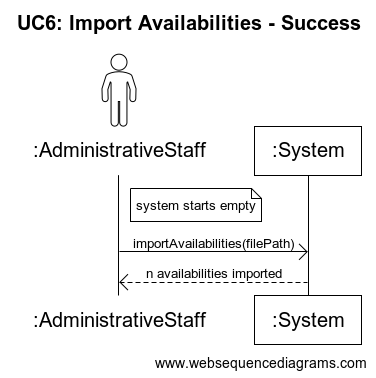 UC6: Import Availabilities - Success
:AdministrativeStaff
:System
system starts empty
importAvailabilities(filePath)
n availabilities imported
:AdministrativeStaff
:System
www.websequencediagrams.com